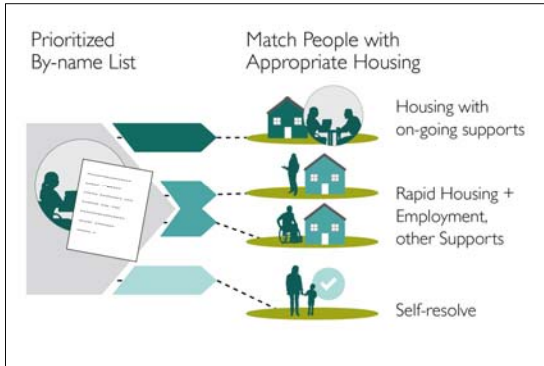 Prioritized
By-name List
Match People with
Appropriate Housing
Housing with
on-going supports
Rapid Housing +
Employment,
other Supports
Self-resolve